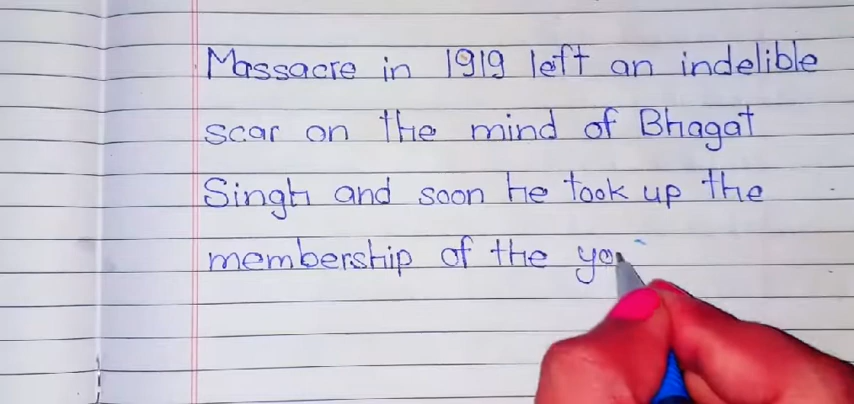 Massacre in 1919 left an indelible
scar on the mind of Bhagat
Singh and soon he took up the
membership of the yo